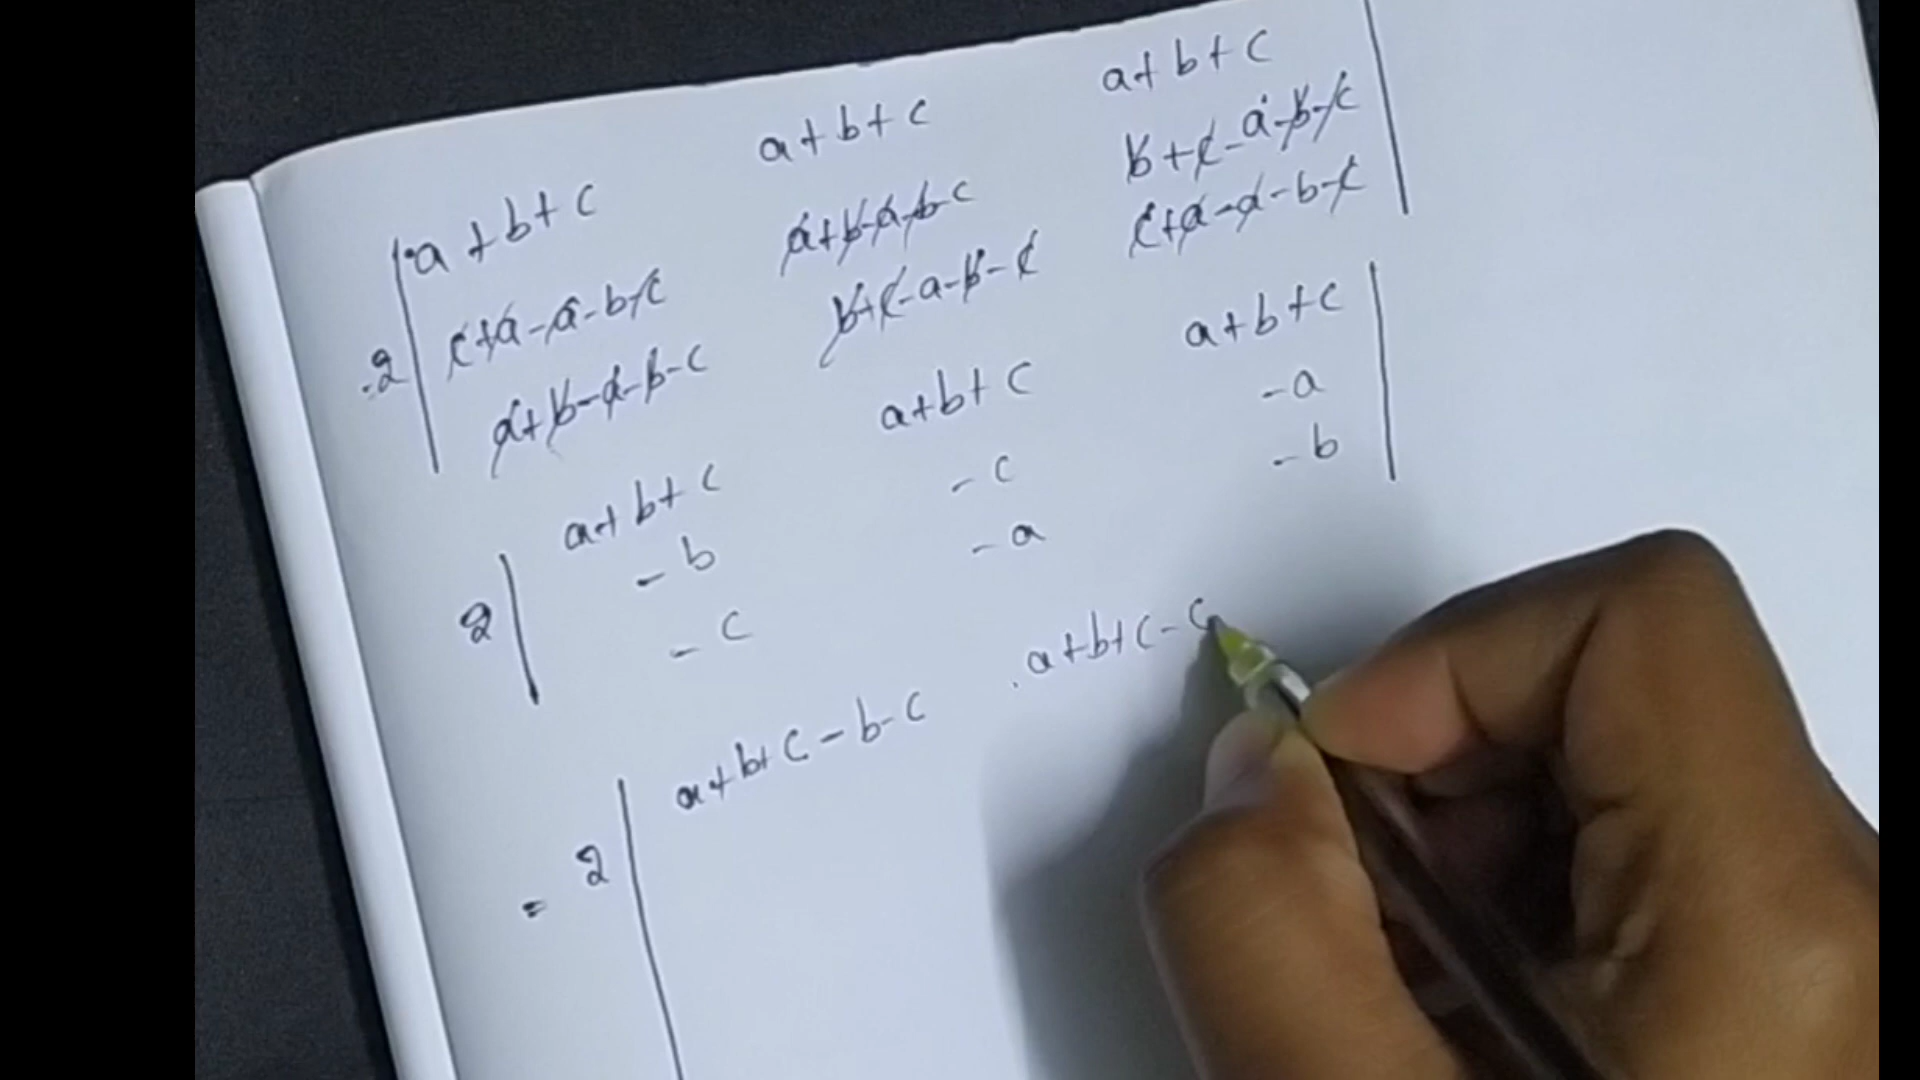 a+b+c a+b+c a+b+c
c+a-a-b-c a+b-a-b-c b+c-a-b-c
2 a+b-a-b-c b+c-a-b-c c+a-a-b-c
a+b+c a+b+c a+b+c
2 -b -c -a
-c -a -b
a+b+c-b-c a+b+c-c
= 2